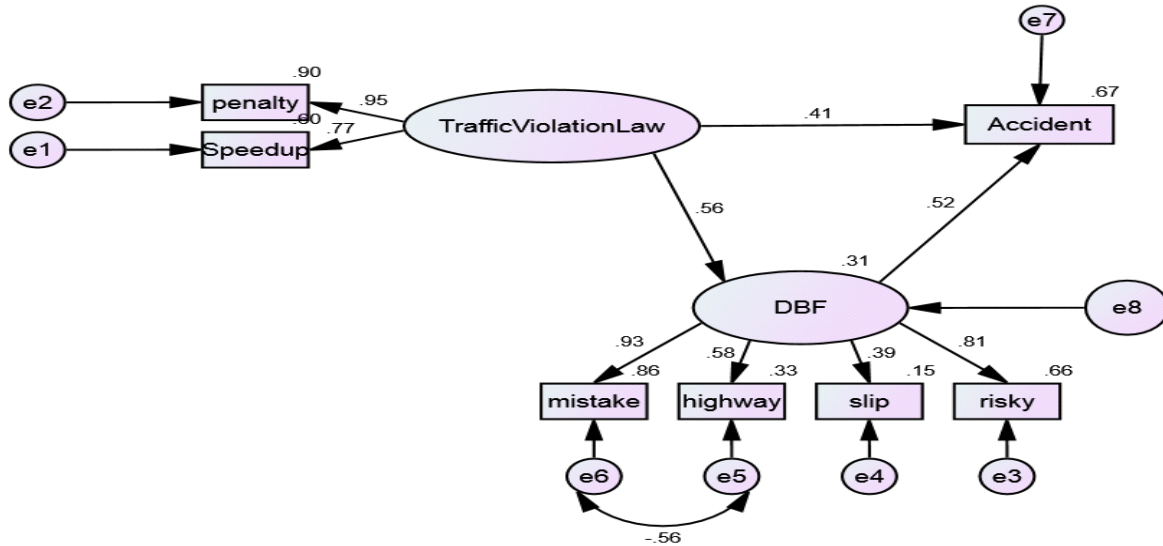 e7
.90
.67
e2
penalty
.95
.60
TrafficViolationLaw
.41
Accident
.77
e1
Speedup
.56
.52
.31
DBF
e8
.93
.58
.39
.81
.86
.33
.15
.66
mistake
highway
slip
risky
e6
e5
e4
e3
-.56